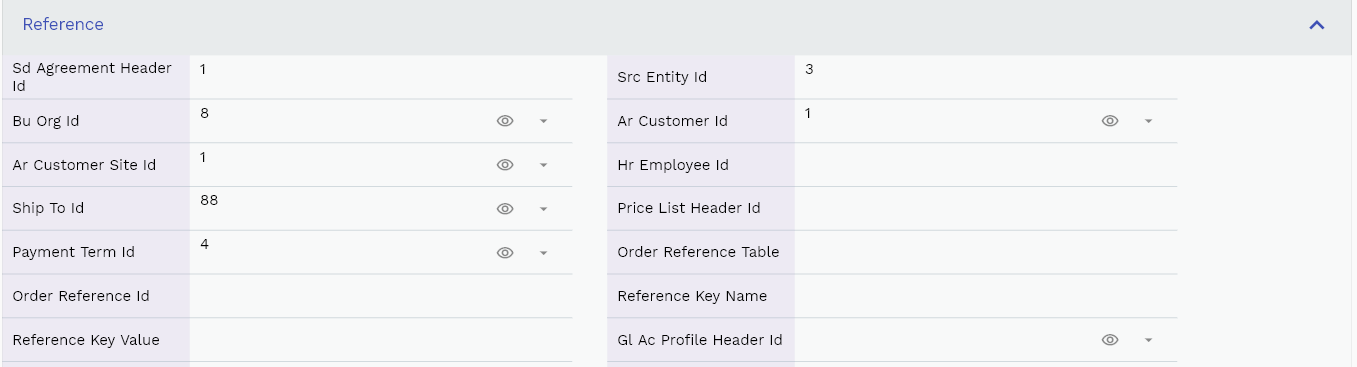 Reference
Sd Agreement Header
Id
1
Src Entity Id
3
Bu Org Id
8
Ar Customer Id
1
Ar Customer Site Id
1
Hr Employee Id
Ship To Id
88
Price List Header Id
Payment Term Id
4
Order Reference Table
Order Reference Id
Reference Key Name
Reference Key Value
Gl Ac Profile Header Id